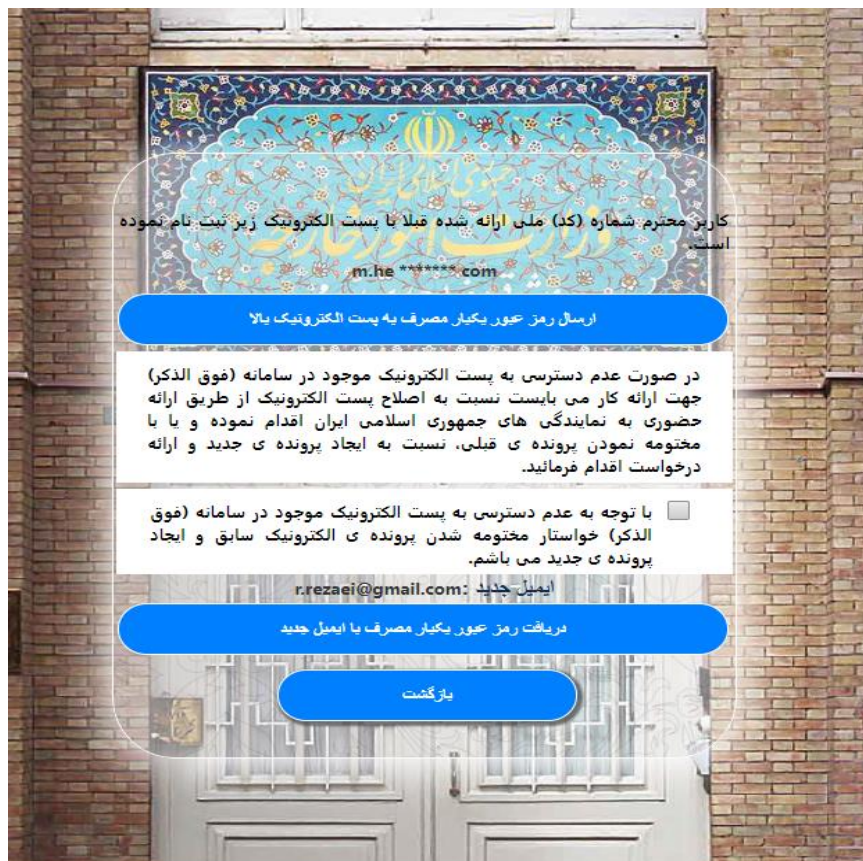 جمهوری اسلامی ایران
وزارت امور خارجه
کاربر محترم شماره (کد) ملی ارائه شده قبلا با پست الکترونیک زیر ثبت نام نموده
است.
m.he ******* com
ارسال رمز عبور یکبار مصرف به پست الکترونیک بالا
در صورت عدم دسترسی به پست الکترونیک موجود در سامانه (فوق الذکر)
جهت ارائه کار می بایست نسبت به اصلاح پست الکترونیک از طریق ارائه
حضوری به نمایندگی های جمهوری اسلامی ایران اقدام نموده و یا با
مختومه نمودن پرونده ی قبلی، نسبت به ایجاد پرونده ی جدید و ارائه
درخواست اقدام فرمائید.
با توجه به عدم دسترسی به پست الکترونیک موجود در سامانه (فوق
الذکر) خواستار مختومه شدن پرونده ی الکترونیک سابق و ایجاد
پرونده ی جدید می باشم.
ایمیل جدید :r.rezaei@gmail.com
دریافت رمز عبور یکبار مصرف با ایمیل جدید
بازگشت